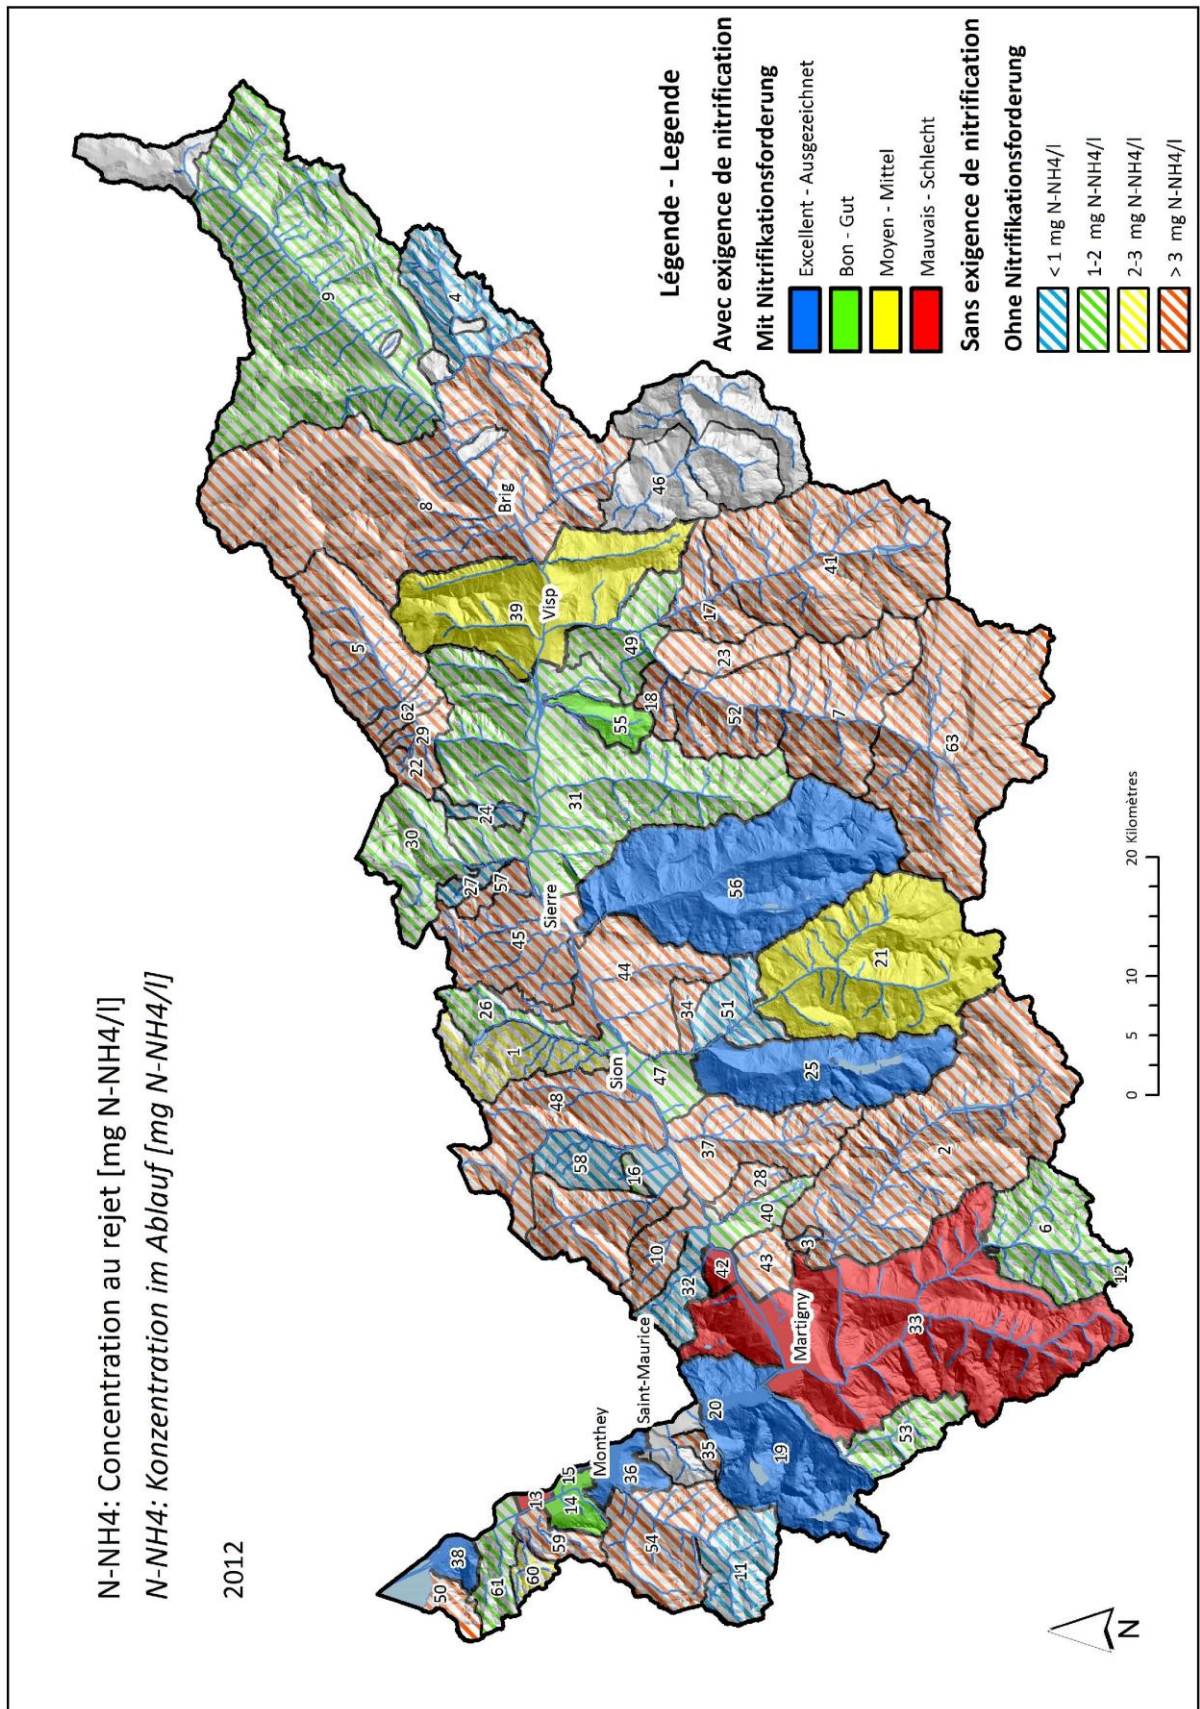 N-NH4: Concentration au rejet [mg N-NH4/l]
N-NH4: Konzentration im Ablauf [mg N-NH4/l]
2012
Légende - Legende
Avec exigence de nitrification
Mit Nitrifikationsforderung
Excellent - Ausgezeichnet
Bon - Gut
Moyen - Mittel
Mauvais - Schlecht
Sans exigence de nitrification
Ohne Nitrifikationsforderung
< 1 mg N-NH4/l
1-2 mg N-NH4/l
2-3 mg N-NH4/l
> 3 mg N-NH4/l
9
4
8
Brig
46
5
39
Visp
41
17
49
23
62
29
22
18
52
7
55
63
24
31
30
27
57
Sierre
45
56
44
21
26
34
51
1
Sion
47
25
48
37
2
58
16
28
40
10
3
6
43
32
42
12
Martigny
33
Saint-Maurice
20
53
19
35
Monthey
36
15
14
13
54
59
11
38
60
61
50
0 5 10 20 Kilomètres
N